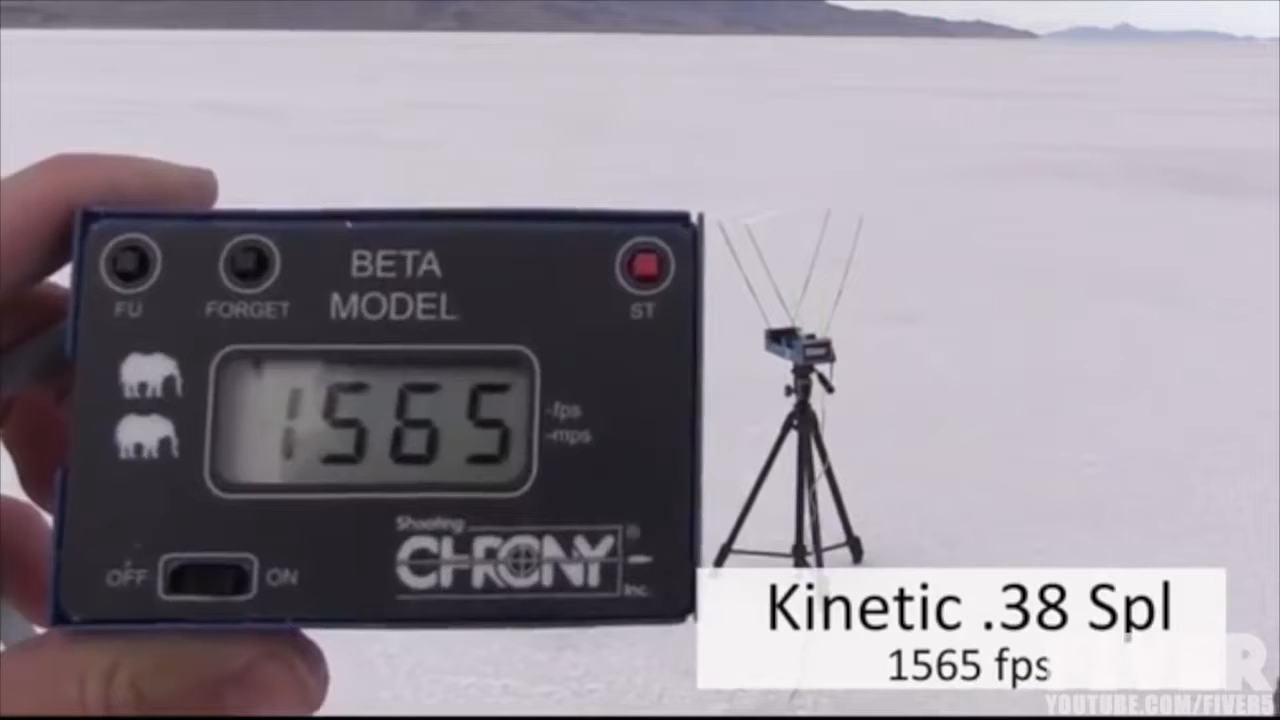 BETA
MODEL
FU
FORGET
ST
1565
-fps
-mps
Shooting
CHRONY
®
Inc.
OFF
ON
Kinetic .38 Spl
1565 fps
YOUTUBE.COM/FIVER5